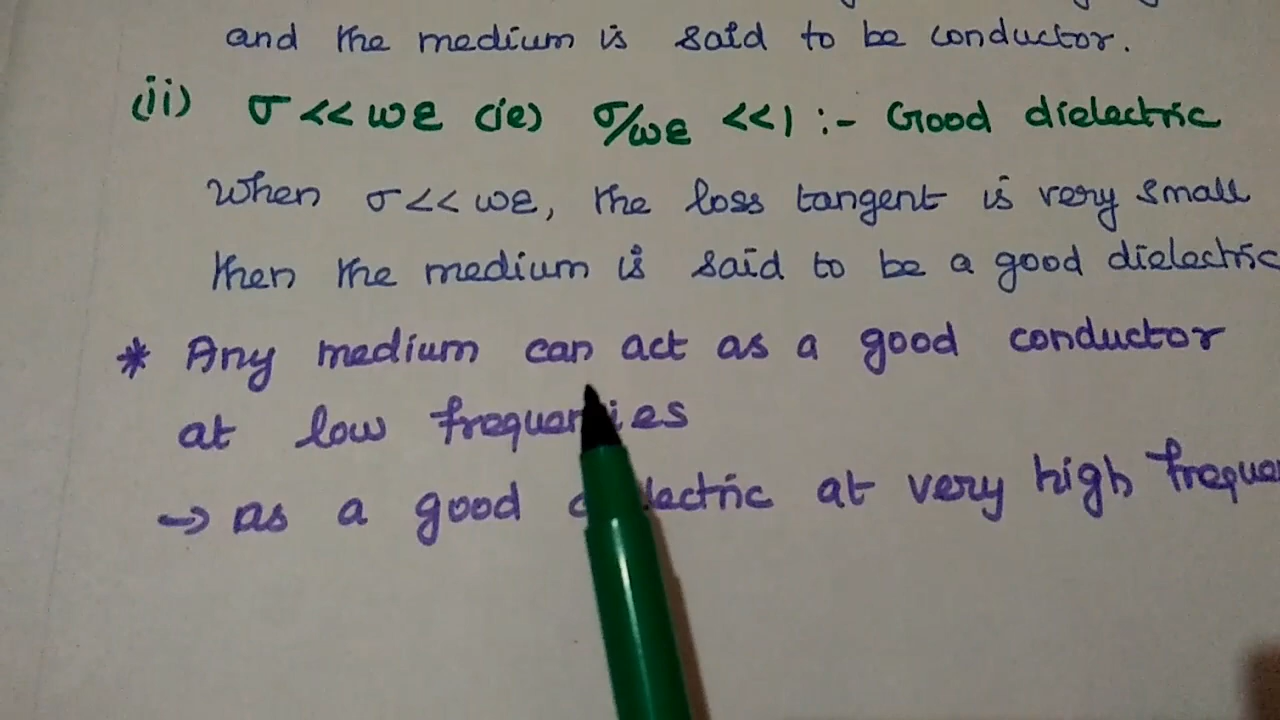 and the medium is said to be conductor.
(ii) σ << ωε (ie) σ/ωε <<1 :- Good dielectric
When σ << ωε, the loss tangent is very small
then the medium is said to be a good dielectric
* Any medium can act as a good conductor
at low
→ as a good at very high